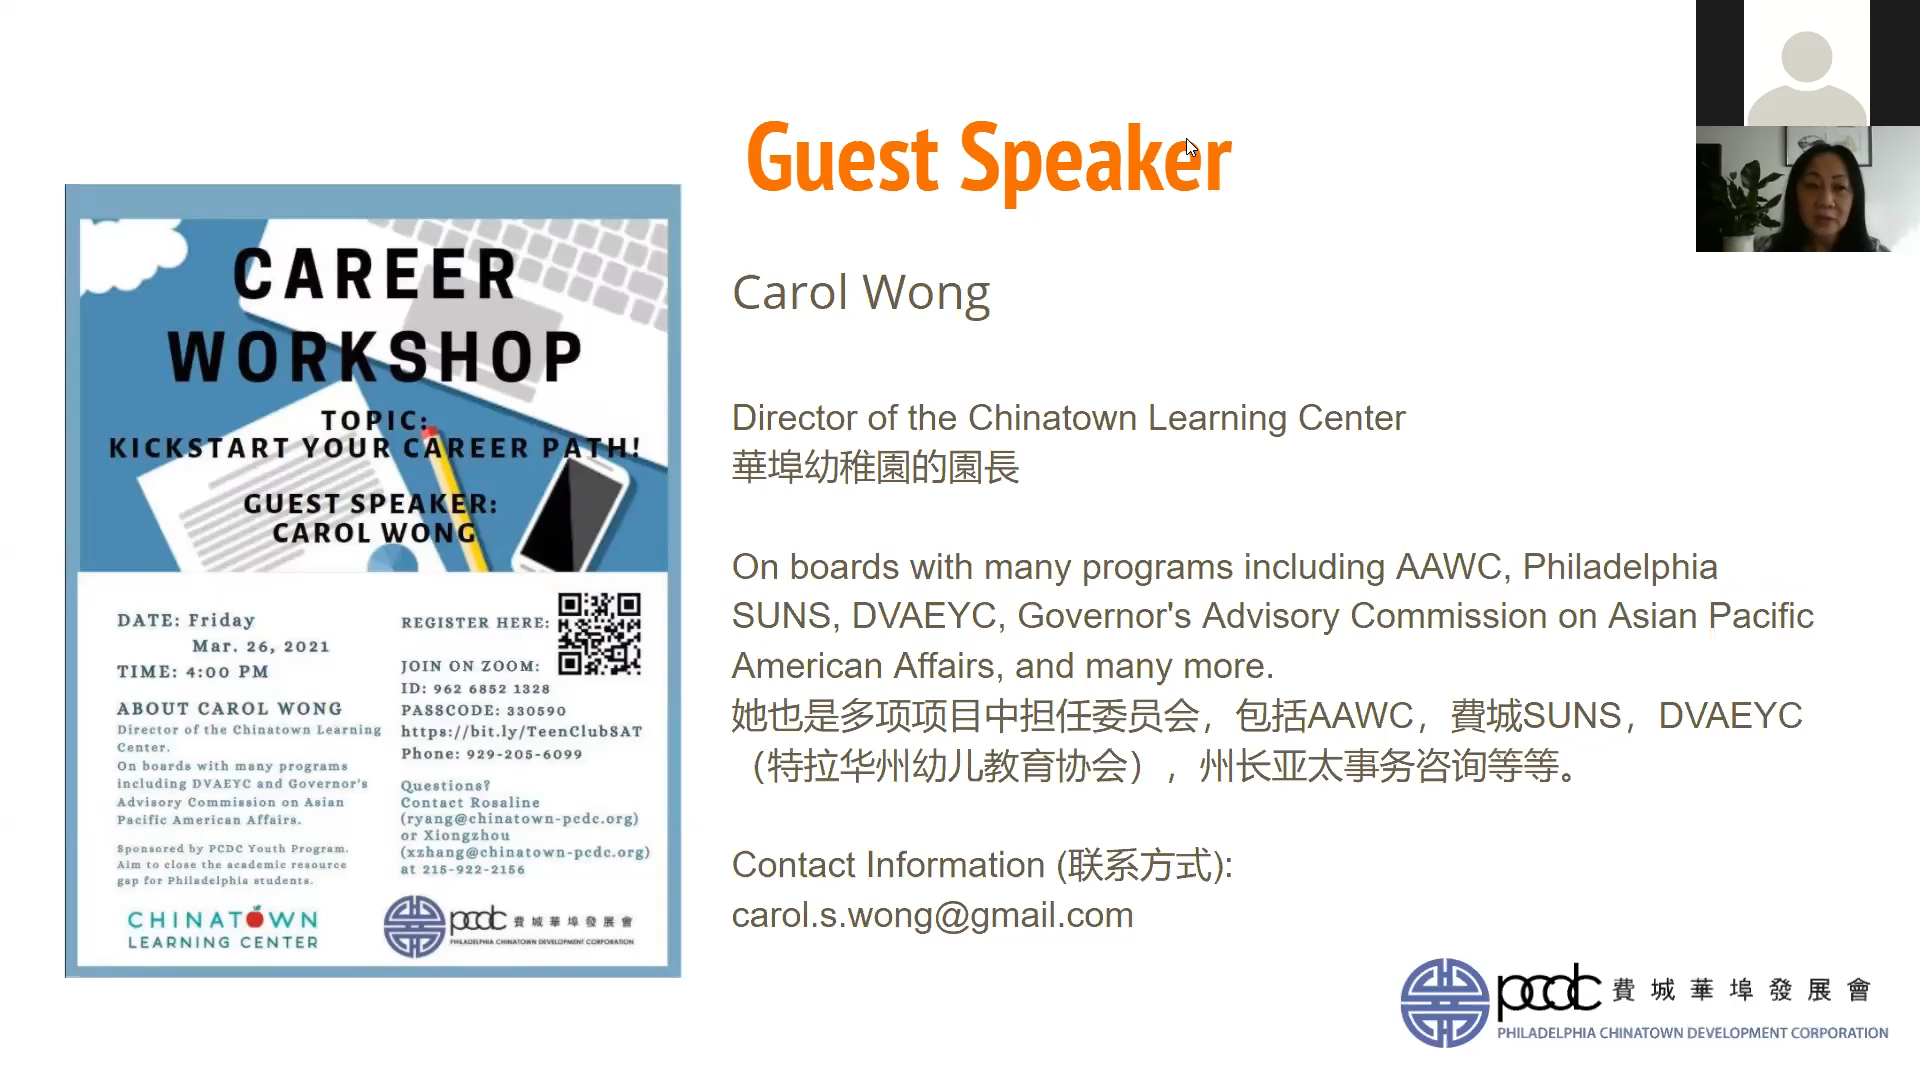 Guest Speaker
Carol Wong
Director of the Chinatown Learning Center
華埠幼稚園的園長
On boards with many programs including AAWC, Philadelphia
SUNS, DVAEYC, Governor's Advisory Commission on Asian Pacific
American Affairs, and many more.
她也是多项项目中担任委员会，包括AAWC，費城SUNS，DVAEYC
（特拉华州幼儿教育协会），州长亚太事务咨询等等。
Contact Information (联系方式):
carol.s.wong@gmail.com
CAREER
WORKSHOP
TOPIC:
KICKSTART YOUR CAREER PATH!
GUEST SPEAKER:
CAROL WONG
DATE: Friday
Mar. 26, 2021
TIME: 4:00 PM
ABOUT CAROL WONG
Director of the Chinatown Learning
Center.
On boards with many programs
including DVAEYC and Governor's
Advisory Commission on Asian
Pacific American Affairs.
Sponsored by PCDC Youth Program.
Aim to close the academic resource
gap for Philadelphia students.
CHINATOWN
LEARNING CENTER
REGISTER HERE:
JOIN ON ZOOM:
ID: 962 6852 1328
PASSCODE: 330590
https://bit.ly/TeenClubSAT
Phone: 929-205-6099
Questions?
Contact Rosaline
(ryang@chinatown-pcdc.org)
or Xiongzhou
(xzhang@chinatown-pcdc.org)
at 215-922-2156
pcdc 費城華埠發展會
PHILADELPHIA CHINATOWN DEVELOPMENT CORPORATION
pcdc 費城華埠發展會
PHILADELPHIA CHINATOWN DEVELOPMENT CORPORATION